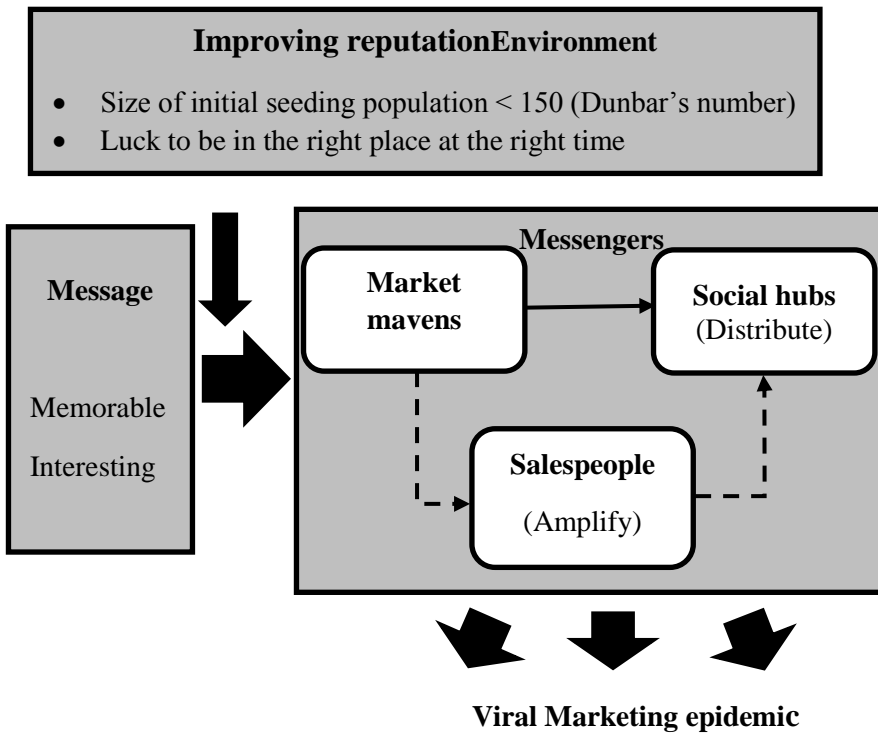 Improving reputationEnvironment
• Size of initial seeding population < 150 (Dunbar's number)
• Luck to be in the right place at the right time
Message
Memorable
Interesting
Messengers
Market
mavens
Social hubs
(Distribute)
Salespeople
(Amplify)
Viral Marketing epidemic